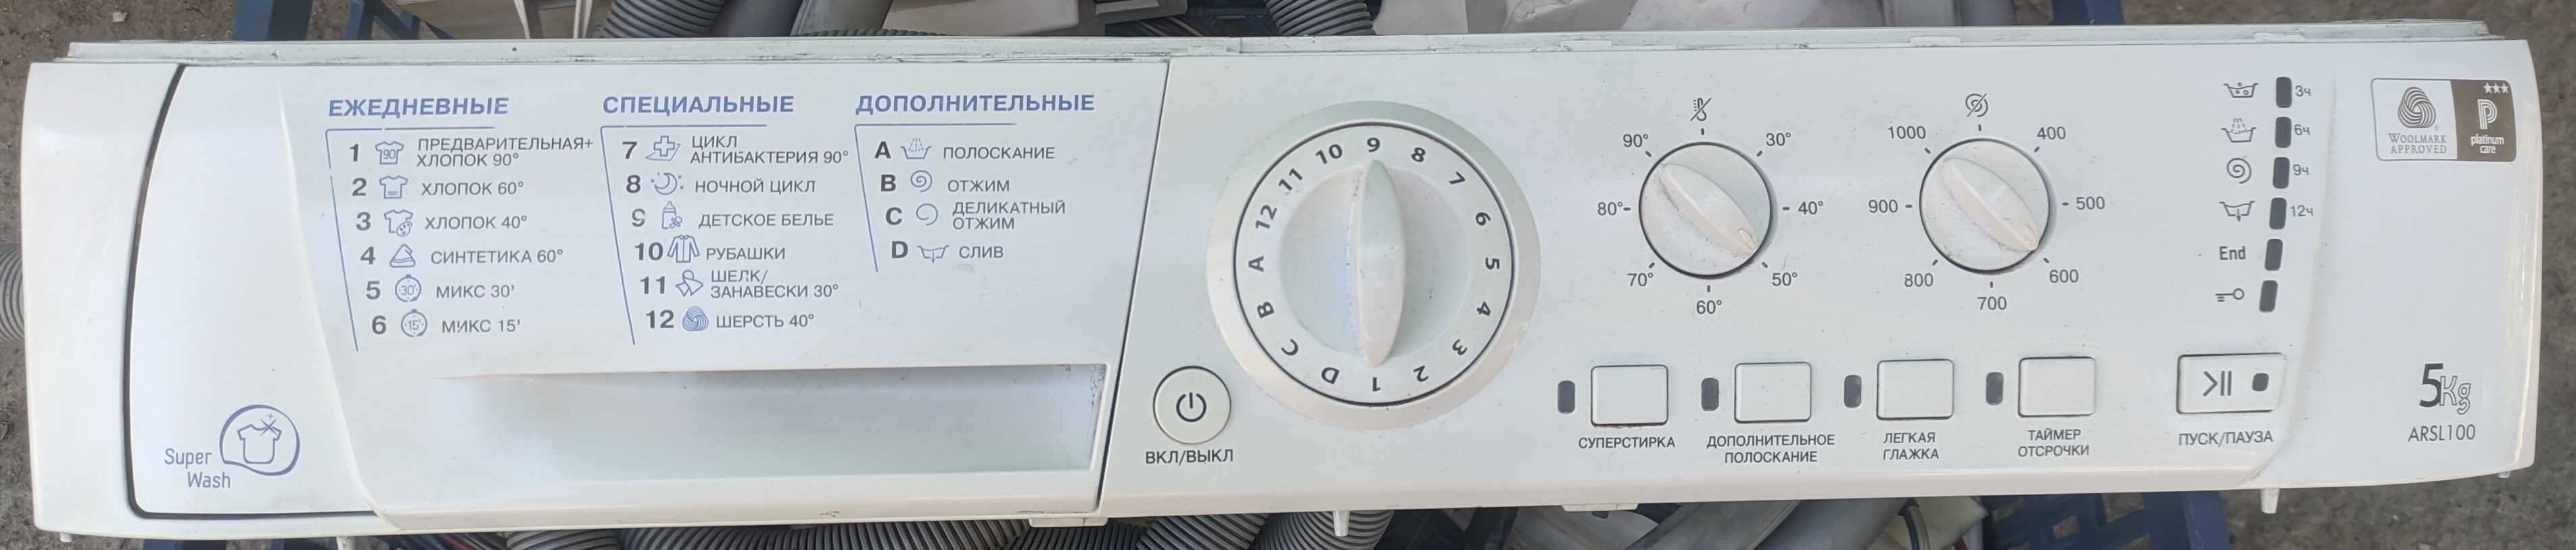 ЕЖЕДНЕВНЫЕ
1 90° ПРЕДВАРИТЕЛЬНАЯ+
ХЛОПОК 90°
2 ХЛОПОК 60°
3 ХЛОПОК 40°
4 СИНТЕТИКА 60°
5 30' МИКС 30'
6 15' МИКС 15'
СПЕЦИАЛЬНЫЕ
7 ЦИКЛ
АНТИБАКТЕРИЯ 90°
8 НОЧНОЙ ЦИКЛ
9 ДЕТСКОЕ БЕЛЬЕ
10 РУБАШКИ
11 ШЕЛК/
ЗАНАВЕСКИ 30°
12 ШЕРСТЬ 40°
ДОПОЛНИТЕЛЬНЫЕ
A ПОЛОСКАНИЕ
B ОТЖИМ
C ДЕЛИКАТНЫЙ
ОТЖИМ
D СЛИВ
Super
Wash
ВКЛ/ВЫКЛ
9
8
7
6
5
4
3
2
1
D
C
B
A
12
11
10
30°
40°
50°
60°
70°
80°
90°
400
500
600
700
800
900
1000
СУПЕРСТИРКА
ДОПОЛНИТЕЛЬНОЕ
ПОЛОСКАНИЕ
ЛЕГКАЯ
ГЛАЖКА
ТАЙМЕР
ОТСРОЧКИ
3ч
6ч
9ч
12ч
End
ПУСК/ПАУЗА
WOOLMARK
APPROVED
P
platinum
care
5Kg
ARSL100